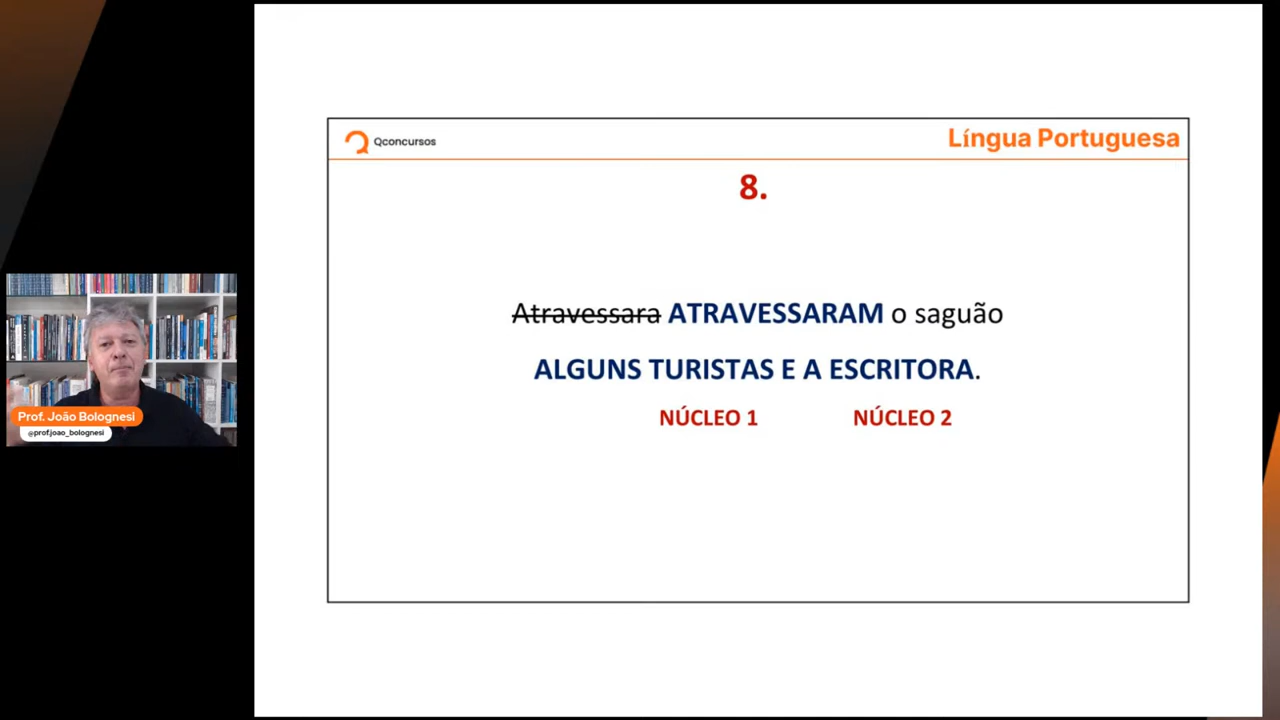 Qconcursos
Língua Portuguesa
8.
Atravessara ATRAVESSARAM o saguão
ALGUNS TURISTAS E A ESCRITORA.
NÚCLEO 1 NÚCLEO 2
Prof. João Bolognesi
@prof.joao_bolognesi